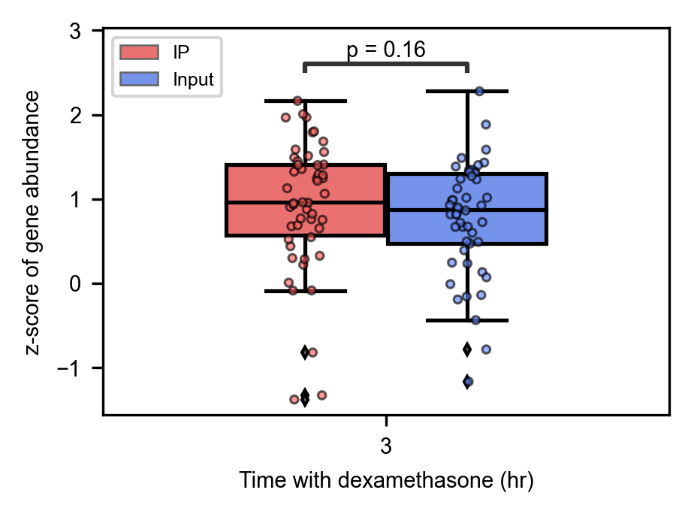 3
2
1
0
−1
z-score of gene abundance
IP
Input
p = 0.16
3
Time with dexamethasone (hr)